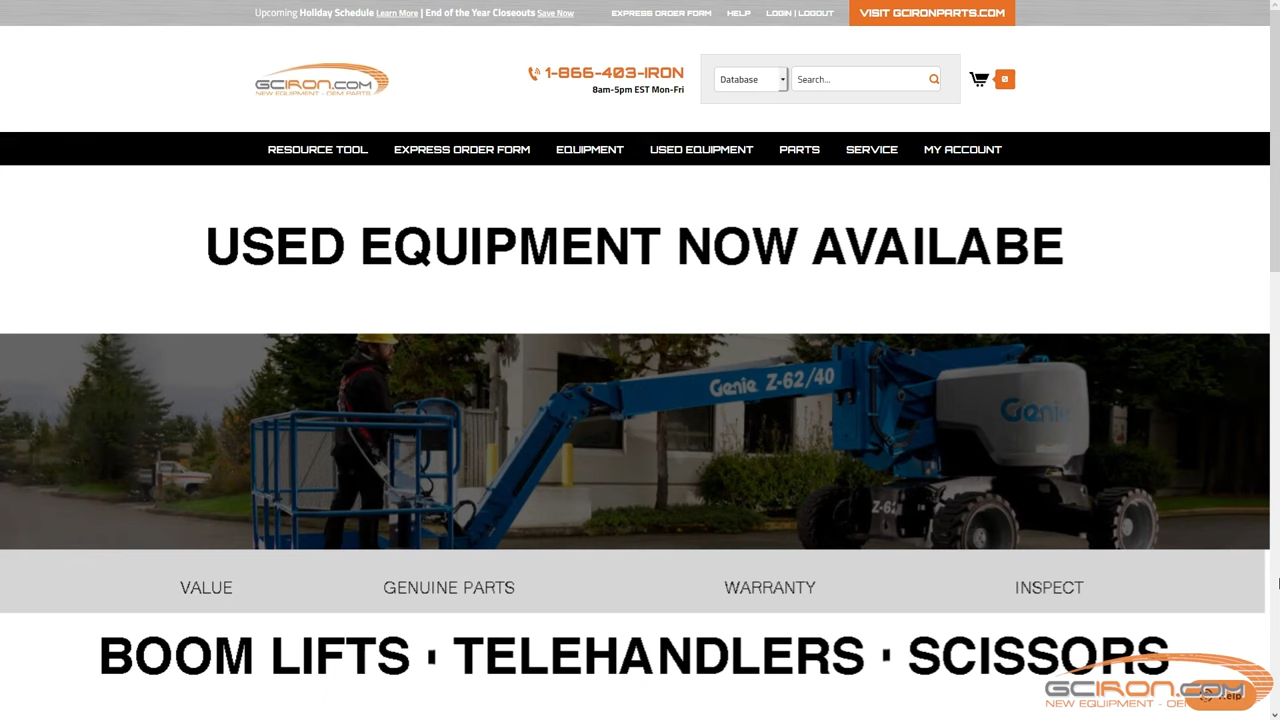 Upcoming Holiday Schedule Learn More | End of the Year Closeouts Save Now EXPRESS ORDER FORM HELP LOGIN | LOGOUT VISIT GCIRONPARTS.COM
GCIRON.COM
NEW EQUIPMENT - OEM PARTS
1-866-403-IRON
8am-5pm EST Mon-Fri
Database
Search...
0
RESOURCE TOOL EXPRESS ORDER FORM EQUIPMENT USED EQUIPMENT PARTS SERVICE MY ACCOUNT
USED EQUIPMENT NOW AVAILABE
Genie Z-62/40
Genie
Z-62
VALUE GENUINE PARTS WARRANTY INSPECT
BOOM LIFTS · TELEHANDLERS · SCISSORS
GCIRON.COM
NEW EQUIPMENT - OE
Help